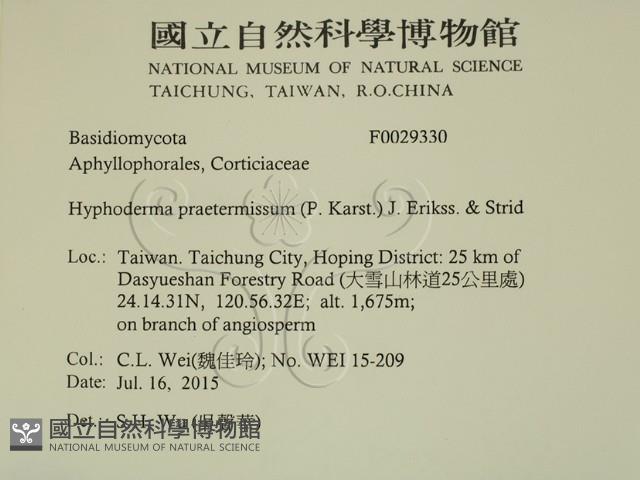 國立自然科學博物館
NATIONAL MUSEUM OF NATURAL SCIENCE
TAICHUNG, TAIWAN, R.O.CHINA
Basidiomycota F0029330
Aphyllophorales, Corticiaceae
Hyphoderma praetermissum (P. Karst.) J. Erikss. & Strid
Loc.: Taiwan. Taichung City, Hoping District: 25 km of
Dasyueshan Forestry Road (大雪山林道25公里處)
24.14.31N, 120.56.32E; alt. 1,675m;
on branch of angiosperm
Col.: C.L. Wei(魏佳玲); No. WEI 15-209
Date: Jul. 16, 2015
Det.: S.H. Wu
國立自然科學博物館
NATIONAL MUSEUM OF NATURAL SCIENCE